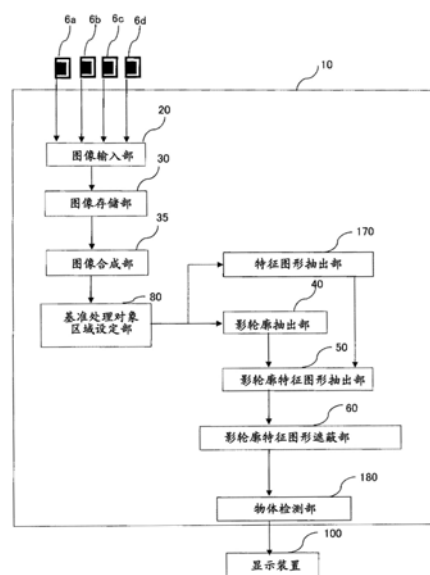 6a 6b 6c 6d
10
20
图像输入部
30
图像存储部
35
图像合成部
80
基准处理对象
区域设定部
170
特征图形抽出部
40
影轮廓抽出部
50
影轮廓特征图形抽出部
60
影轮廓特征图形遮蔽部
180
物体检测部
100
显示装置